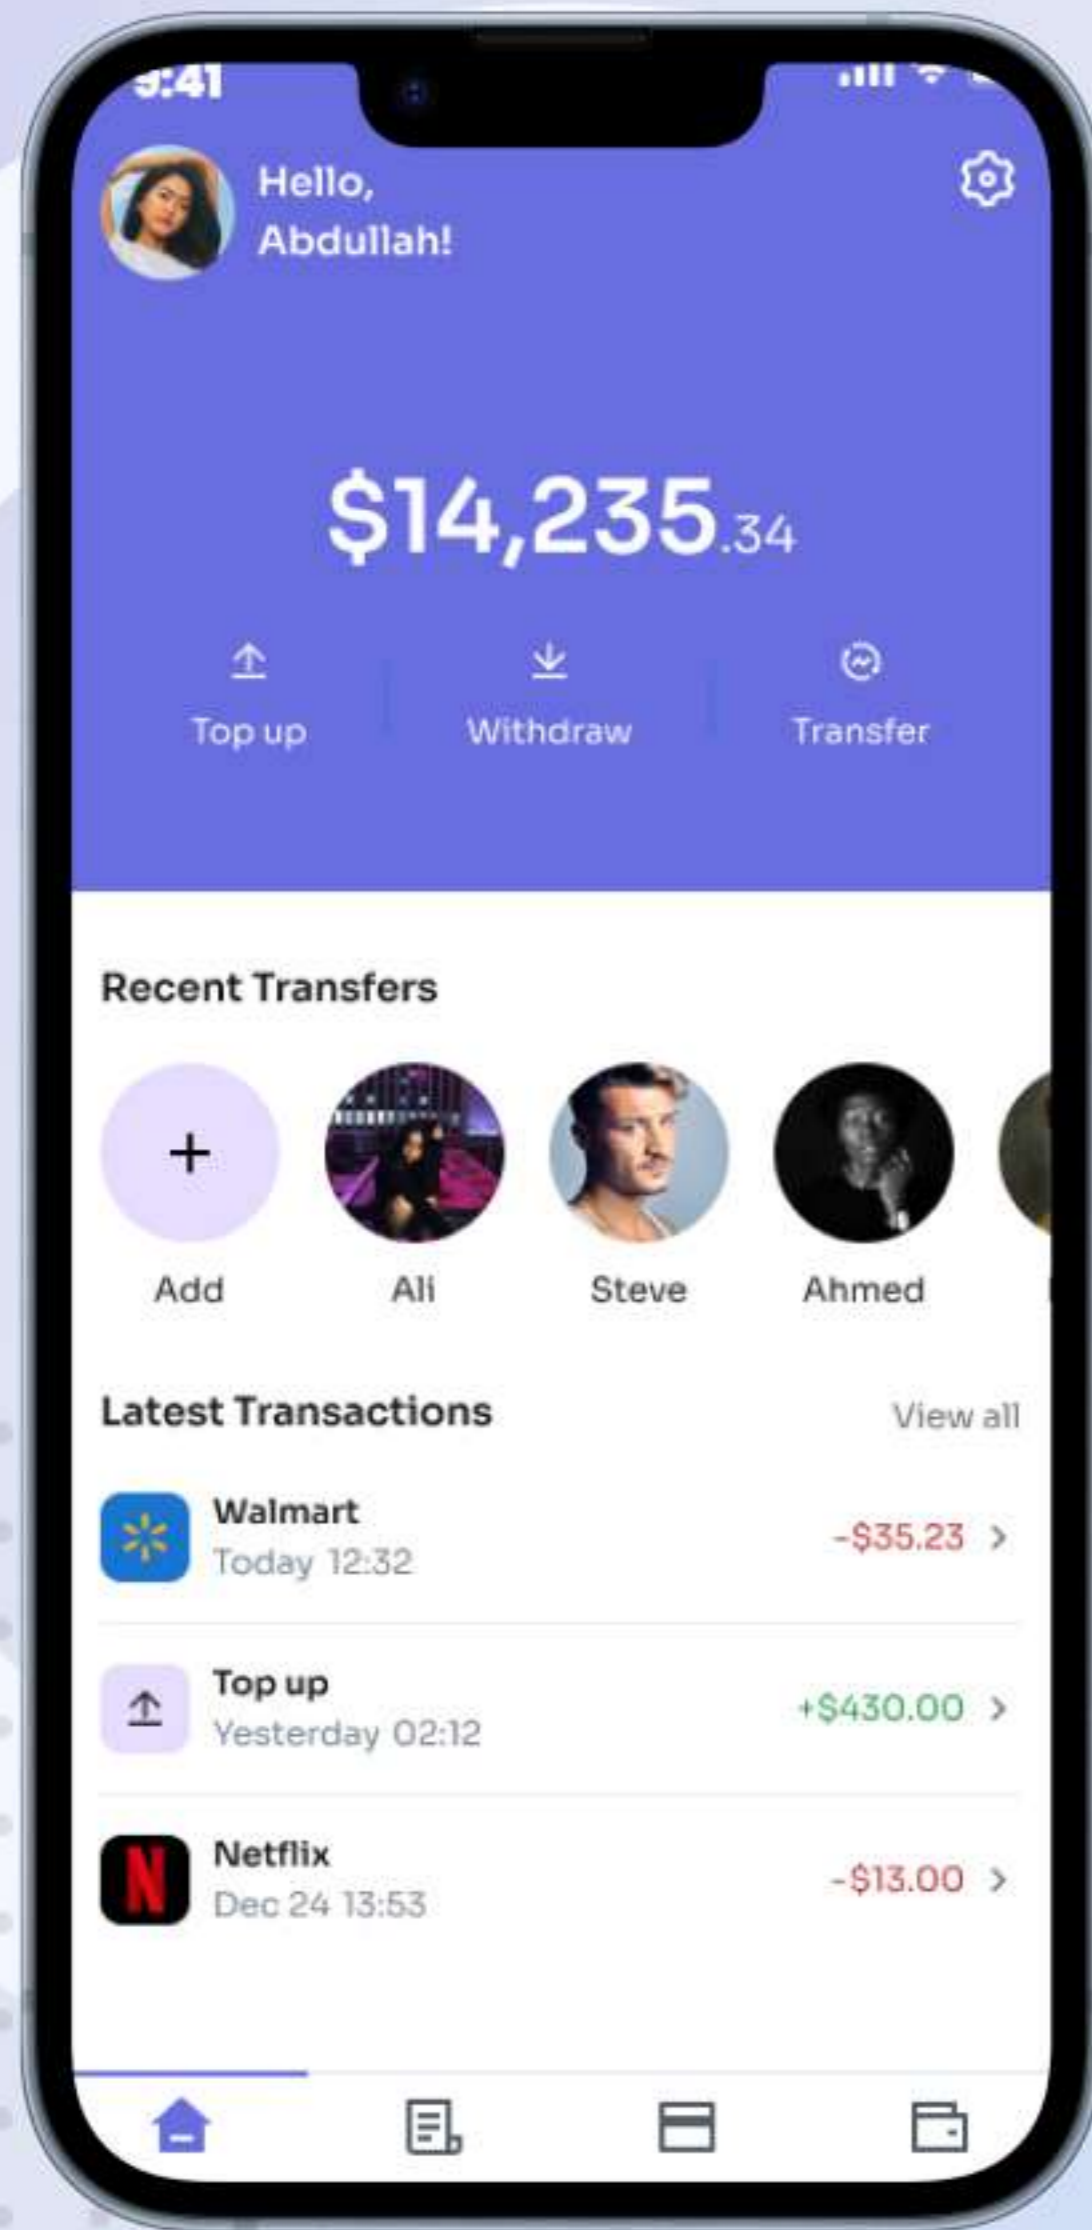 9:41
Hello,
Abdullah!
$14,235.34
Top up
Withdraw
Transfer
Recent Transfers
Add
Ali
Steve
Ahmed
Latest Transactions
View all
Walmart
Today 12:32
-$35.23
Top up
Yesterday 02:12
+$430.00
Netflix
Dec 24 13:53
-$13.00